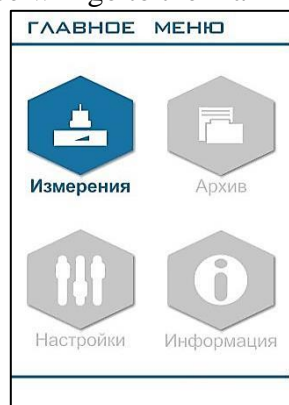 ГЛАВНОЕ МЕНЮ
Измерения
Архив
Настройки
Информация